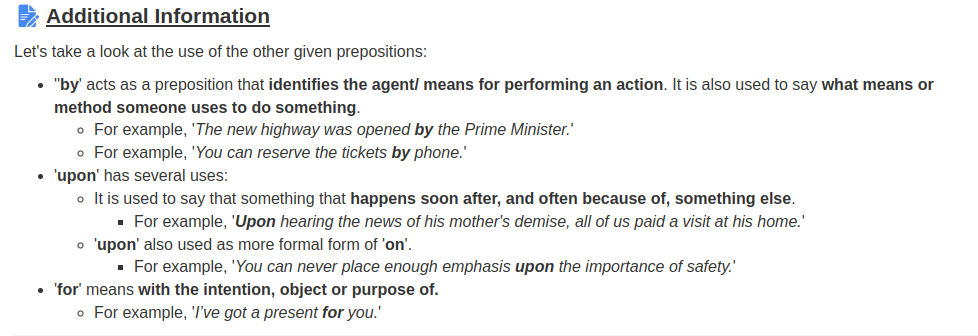 Additional Information
Let's take a look at the use of the other given prepositions:
"by' acts as a preposition that identifies the agent/ means for performing an action. It is also used to say what means or
method someone uses to do something.
For example, 'The new highway was opened by the Prime Minister.'
For example, 'You can reserve the tickets by phone.'
'upon' has several uses:
It is used to say that something that happens soon after, and often because of, something else.
For example, 'Upon hearing the news of his mother's demise, all of us paid a visit at his home.'
'upon' also used as more formal form of 'on'.
For example, 'You can never place enough emphasis upon the importance of safety.'
'for' means with the intention, object or purpose of.
For example, 'I've got a present for you.'